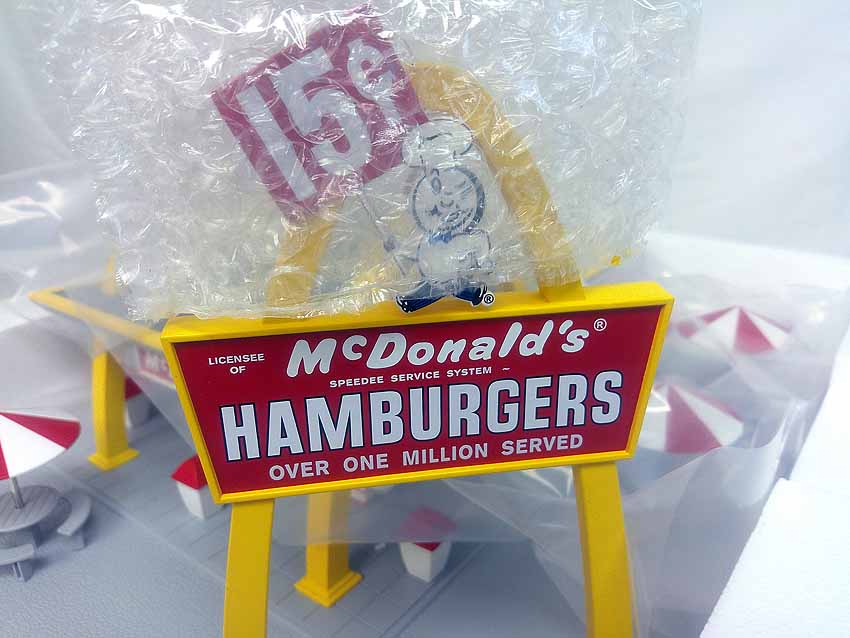 15¢
®
LICENSEE OF
McDonald's®
SPEEDEE SERVICE SYSTEM ~
HAMBURGERS
OVER ONE MILLION SERVED